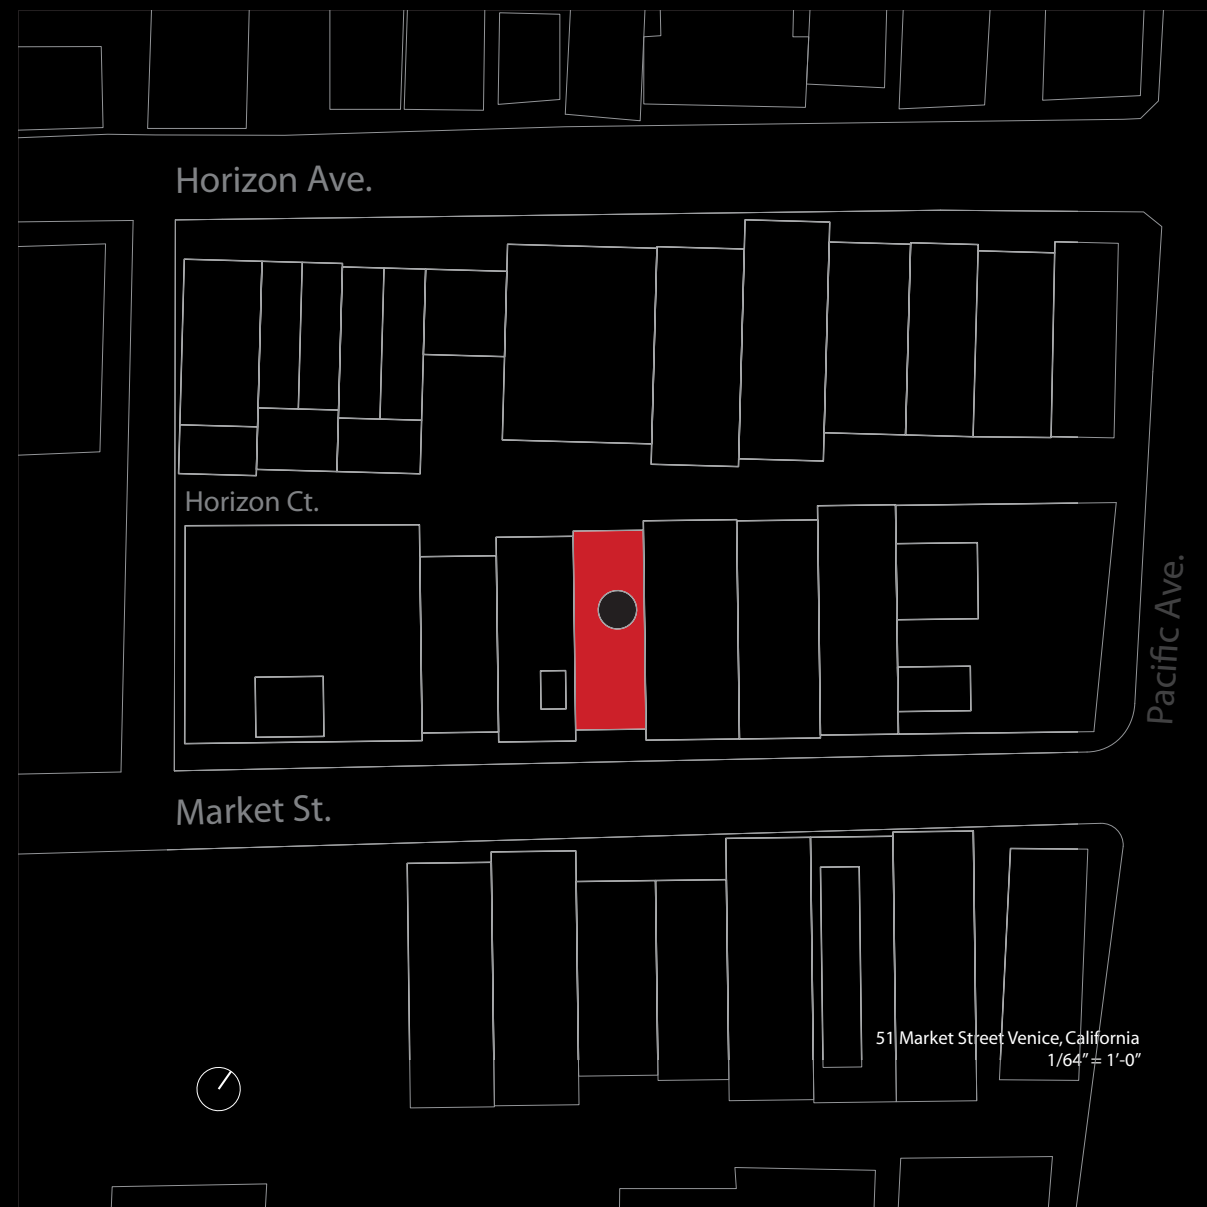 Horizon Ave.
Horizon Ct.
Pacific Ave.
Market St.
51 Market Street Venice, California
1/64” = 1’-0”